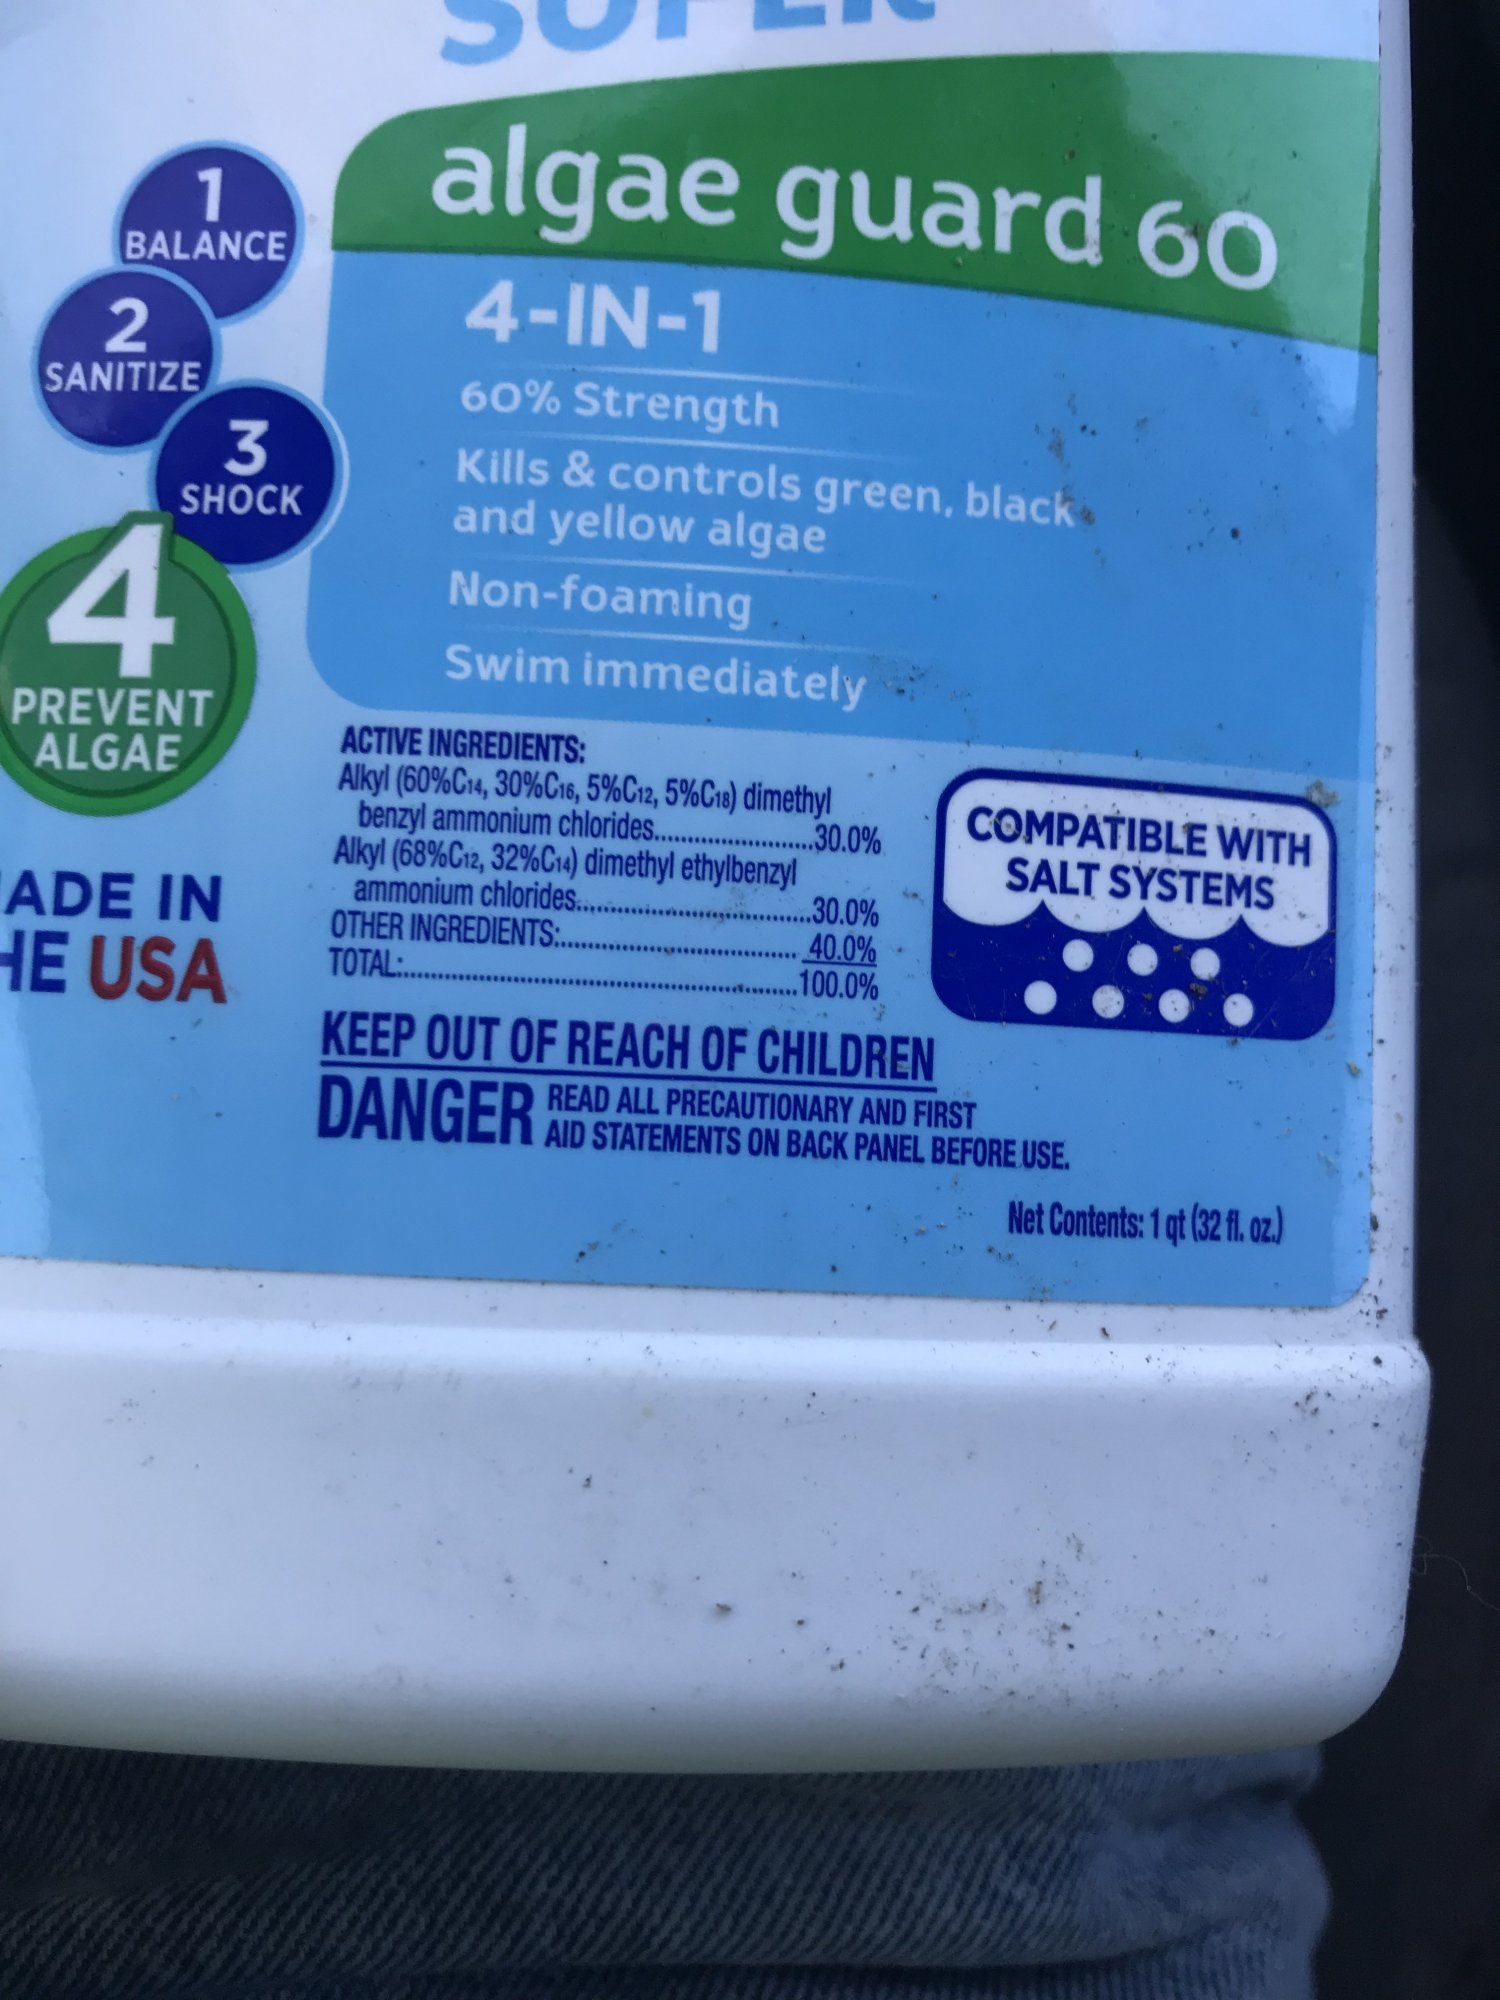 SUPER
algae guard 60
1
BALANCE
2
SANITIZE
3
SHOCK
4
PREVENT
ALGAE
4-IN-1
60% Strength
Kills & controls green, black
and yellow algae
Non-foaming
Swim immediately
ADE IN
HE USA
ACTIVE INGREDIENTS:
Alkyl (60%C14, 30%C16, 5%C12, 5%C18) dimethyl
benzyl ammonium chlorides....................30.0%
Alkyl (68%C12, 32%C14) dimethyl ethylbenzyl
ammonium chlorides..............................30.0%
OTHER INGREDIENTS:............................... 40.0%
TOTAL:....................................................100.0%
COMPATIBLE WITH
SALT SYSTEMS
KEEP OUT OF REACH OF CHILDREN
DANGER READ ALL PRECAUTIONARY AND FIRST
AID STATEMENTS ON BACK PANEL BEFORE USE.
Net Contents: 1 qt (32 fl. oz.)